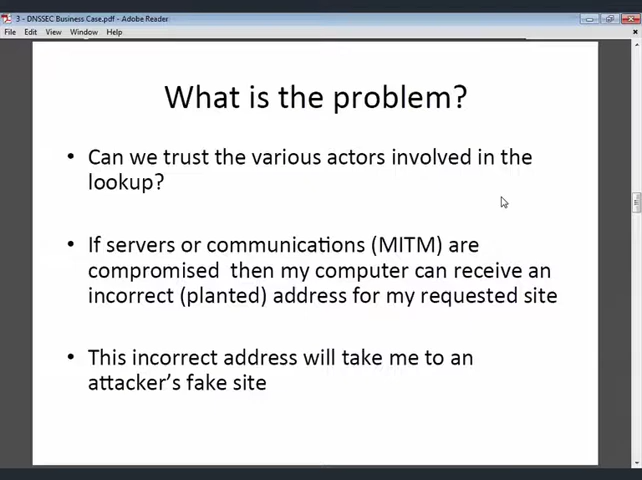 3 - DNSSEC Business Case.pdf - Adobe Reader
File Edit View Window Help
What is the problem?
• Can we trust the various actors involved in the
lookup?
• If servers or communications (MITM) are
compromised then my computer can receive an
incorrect (planted) address for my requested site
• This incorrect address will take me to an
attacker's fake site